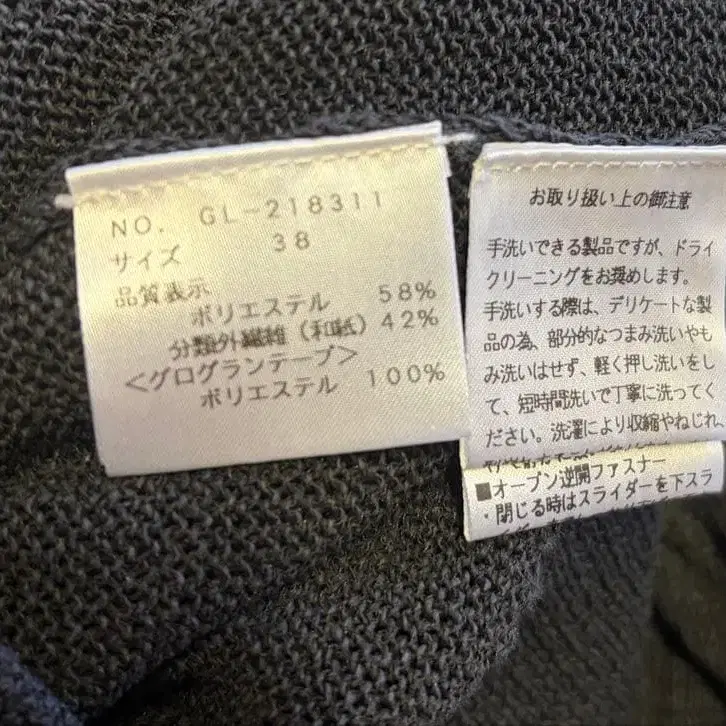 NO. GL-218311
サイズ 38
品質表示
ポリエステル 58%
分類外繊維（和紙）42%
＜グログランテープ＞
ポリエステル 100%
お取り扱い上の御注意
手洗いできる製品ですが、ドライ
クリーニングをお奨めします。
手洗いする際は、デリケートな製
品の為、部分的なつまみ洗いやも
み洗いはせず、軽く押し洗いをし
て、短時間洗いで丁寧に洗ってく
ださい。洗濯により収縮やねじれ、
■オープン逆開ファスナー
・閉じる時はスライダーを下スラ